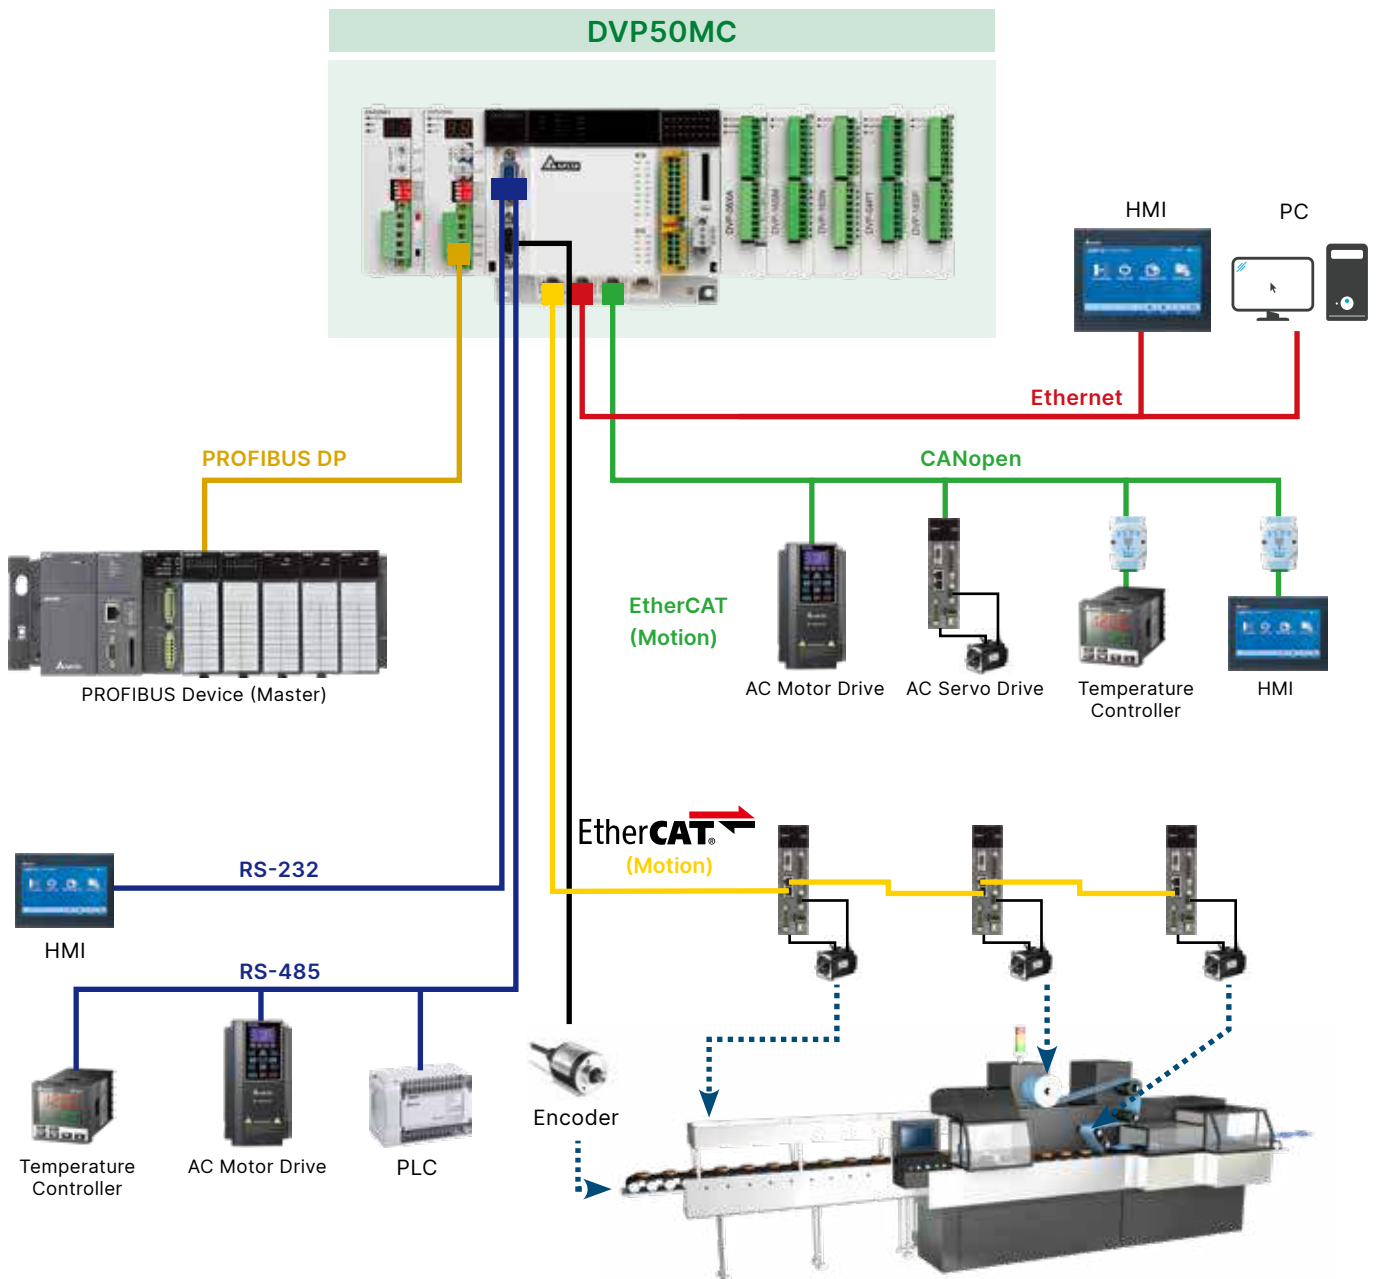 DVP50MC
HMI
PC
Ethernet
PROFIBUS DP
CANopen
EtherCAT
(Motion)
PROFIBUS Device (Master)
AC Motor Drive
AC Servo Drive
Temperature
Controller
HMI
EtherCAT®
(Motion)
RS-232
HMI
RS-485
Encoder
Temperature
Controller
AC Motor Drive
PLC